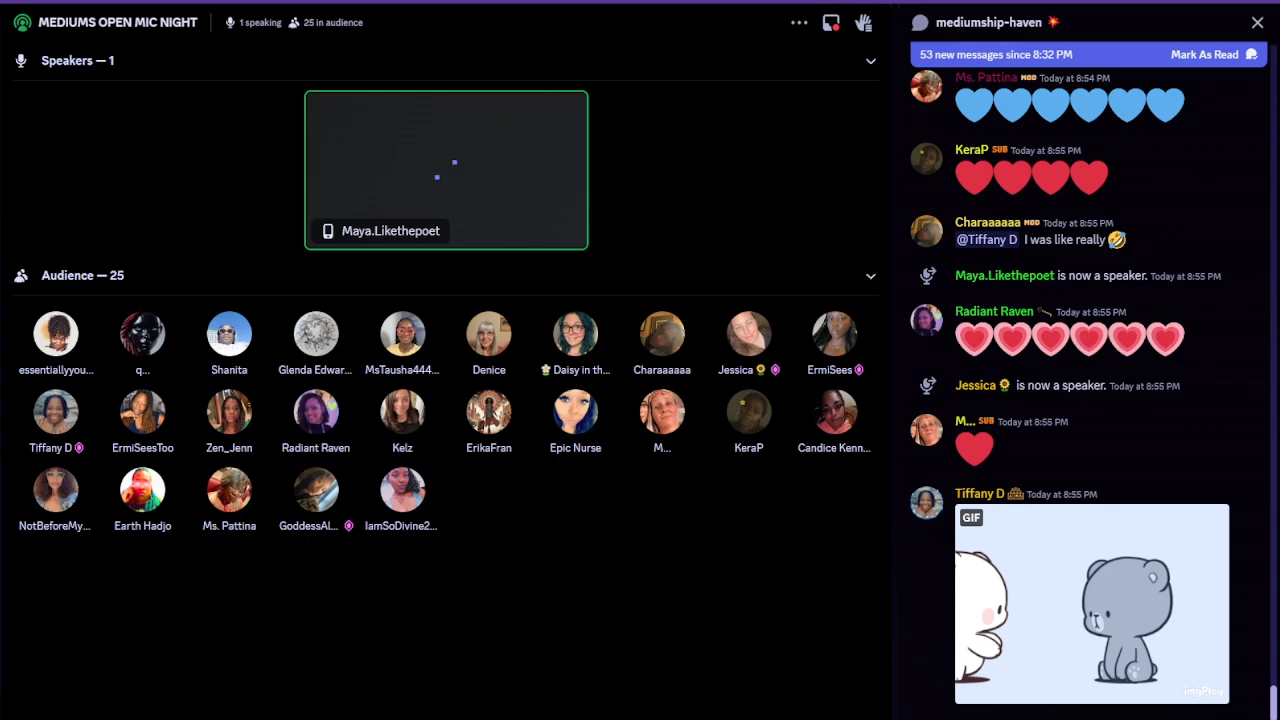 MEDIUMS OPEN MIC NIGHT
1 speaking
25 in audience
Speakers — 1
Maya.Likethepoet
Audience — 25
essentiallyyou...
q...
Shanita
Glenda Edwar...
MsTausha444...
Denice
Daisy in th...
Charaaaaaa
Jessica
ErmiSees
Tiffany D
ErmiSeesToo
Zen_Jenn
Radiant Raven
Kelz
ErikaFran
Epic Nurse
M...
KeraP
Candice Kenn...
NotBeforeMy...
Earth Hadjo
Ms. Pattina
GoddessAl...
IamSoDivine2...
mediumship-haven
53 new messages since 8:32 PM
Mark As Read
Ms. Pattina MOD Today at 8:54 PM
KeraP SUB Today at 8:55 PM
Charaaaaaa MOD Today at 8:55 PM
@Tiffany D I was like really
Maya.Likethepoet is now a speaker. Today at 8:55 PM
Radiant Raven Today at 8:55 PM
Jessica is now a speaker. Today at 8:55 PM
M... SUB Today at 8:55 PM
Tiffany D Today at 8:55 PM
GIF
imgPlay